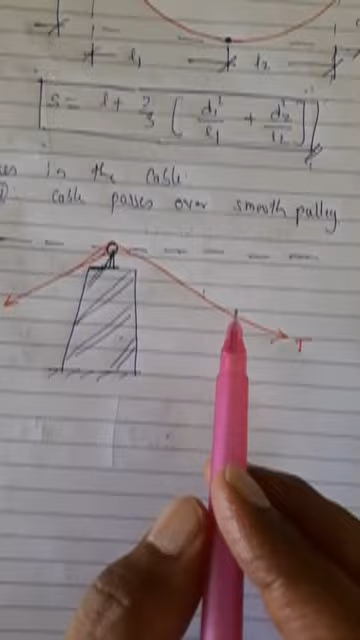 l₁ l₂
S = l + 2/3 [ d₁²/l₁ + d₂²/l₂ ]
in the cable
cable passes over smooth pulley
T